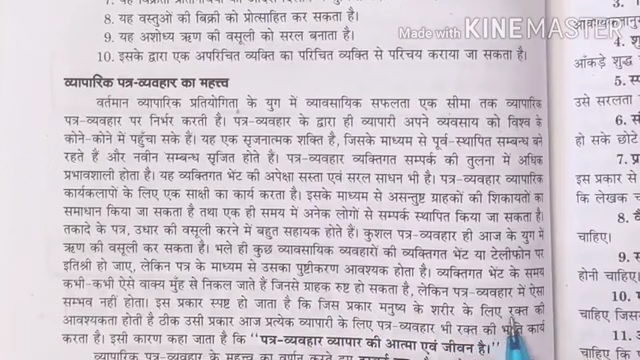 8. यह वस्तुओं की बिक्री को प्रोत्साहित कर सकता है।
9. यह अशोध्य ऋण की वसूली को सरल बनाता है।
10. इसके द्वारा एक अपरिचित व्यक्ति का परिचित व्यक्ति से परिचय कराया जा सकता है।
व्यापारिक पत्र-व्यवहार का महत्त्व
वर्तमान व्यापारिक प्रतियोगिता के युग में व्यावसायिक सफलता एक सीमा तक व्यापारिक
पत्र-व्यवहार पर निर्भर करती है। पत्र-व्यवहार के द्वारा ही व्यापारी अपने व्यवसाय को विश्व के
कोने-कोने में पहुँचा सके हैं। यह एक सृजनात्मक शक्ति है, जिसके माध्यम से पूर्व-स्थापित सम्बन्ध बने
रहते हैं और नवीन सम्बन्ध सृजित होते हैं। पत्र-व्यवहार व्यक्तिगत सम्पर्क की तुलना में अधिक
प्रभावशाली होता है। यह व्यक्तिगत भेंट की अपेक्षा सस्ता एवं सरल साधन भी है। पत्र-व्यवहार व्यापारिक
कार्यकलापों के लिए एक साक्षी का कार्य करता है। इसके माध्यम से असन्तुष्ट ग्राहकों की शिकायतों का
समाधान किया जा सकता है तथा एक ही समय में अनेक लोगों से सम्पर्क स्थापित किया जा सकता है।
तकादे के पत्र, उधार की वसूली करने में बहुत सहायक होते हैं। कुशल पत्र-व्यवहार ही आज के युग में
ऋण की वसूली कर सकता है। भले ही कुछ व्यावसायिक व्यवहारों की व्यक्तिगत भेंट या टेलीफोन पर
इतिश्री हो जाए, लेकिन पत्र के माध्यम से उसका पुष्टीकरण आवश्यक होता है। व्यक्तिगत भेंट के समय
कभी-कभी ऐसे वाक्य मुँह से निकल जाते हैं जिनसे ग्राहक रुष्ट हो सकता है, लेकिन पत्र-व्यवहार में ऐसा
सम्भव नहीं होता। इस प्रकार स्पष्ट हो जाता है कि जिस प्रकार मनुष्य के शरीर के लिए रक्त की
आवश्यकता होती है ठीक उसी प्रकार आज प्रत्येक व्यापारी के लिए पत्र-व्यवहार भी रक्त की भाँति कार्य
करता है। इसी कारण कहा जाता है कि "पत्र-व्यवहार व्यापार की आत्मा एवं जीवन है।"
Made with KINEMASTER
आँकड़े शुद्ध
उसे सरलता
हो सके छोटे
इस प्रकार से
कि लेखक
चाहिए।
होनी चाहिए।
चाहिए जिस